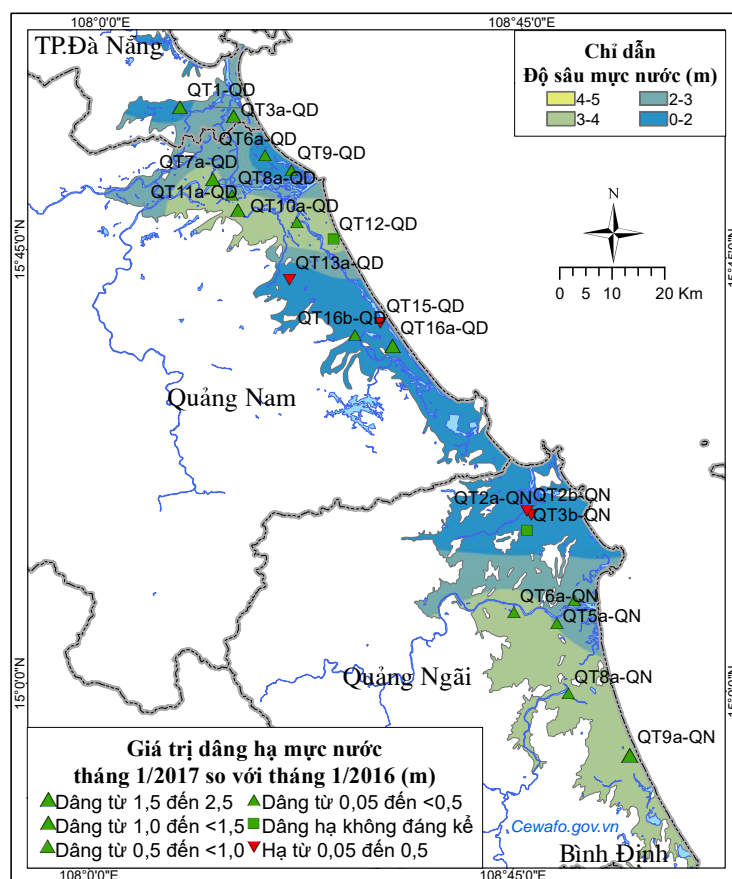 108°0'0"E
108°45'0"E
TP.Đà Nẵng
Chỉ dẫn
Độ sâu mực nước (m)
4-5
2-3
3-4
0-2
QT1-QD
QT3a-QD
QT6a-QD
QT9-QD
QT7a-QD
QT8a-QD
QT11a-QD
QT10a-QD
QT12-QD
N
15°45'0"N
15°45'0"N
QT13a-QD
0 5 10 20 Km
QT15-QD
QT16b-QD
QT16a-QD
Quảng Nam
QT2a-QN
QT2b-QN
QT3b-QN
QT6a-QN
QT5a-QN
Quảng Ngãi
15°0'0"N
15°0'0"N
QT8a-QN
QT9a-QN
Giá trị dâng hạ mực nước
tháng 1/2017 so với tháng 1/2016 (m)
Dâng từ 1,5 đến 2,5
Dâng từ 0,05 đến <0,5
Dâng từ 1,0 đến <1,5
Dâng hạ không đáng kể
Dâng từ 0,5 đến <1,0
Hạ từ 0,05 đến 0,5
Cewafo.gov.vn
Bình Định
108°0'0"E
108°45'0"E